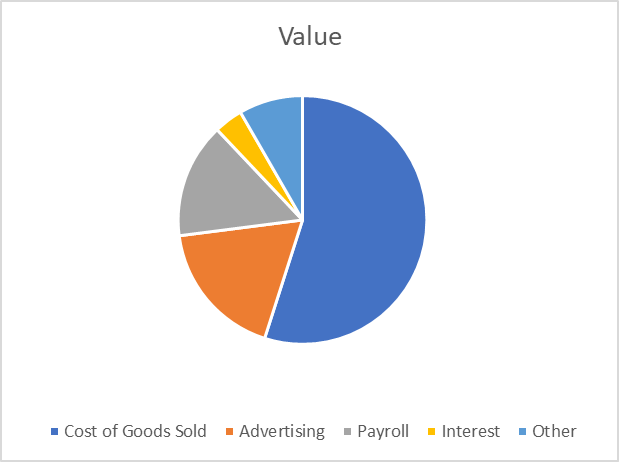 Value
Cost of Goods Sold Advertising Payroll Interest Other